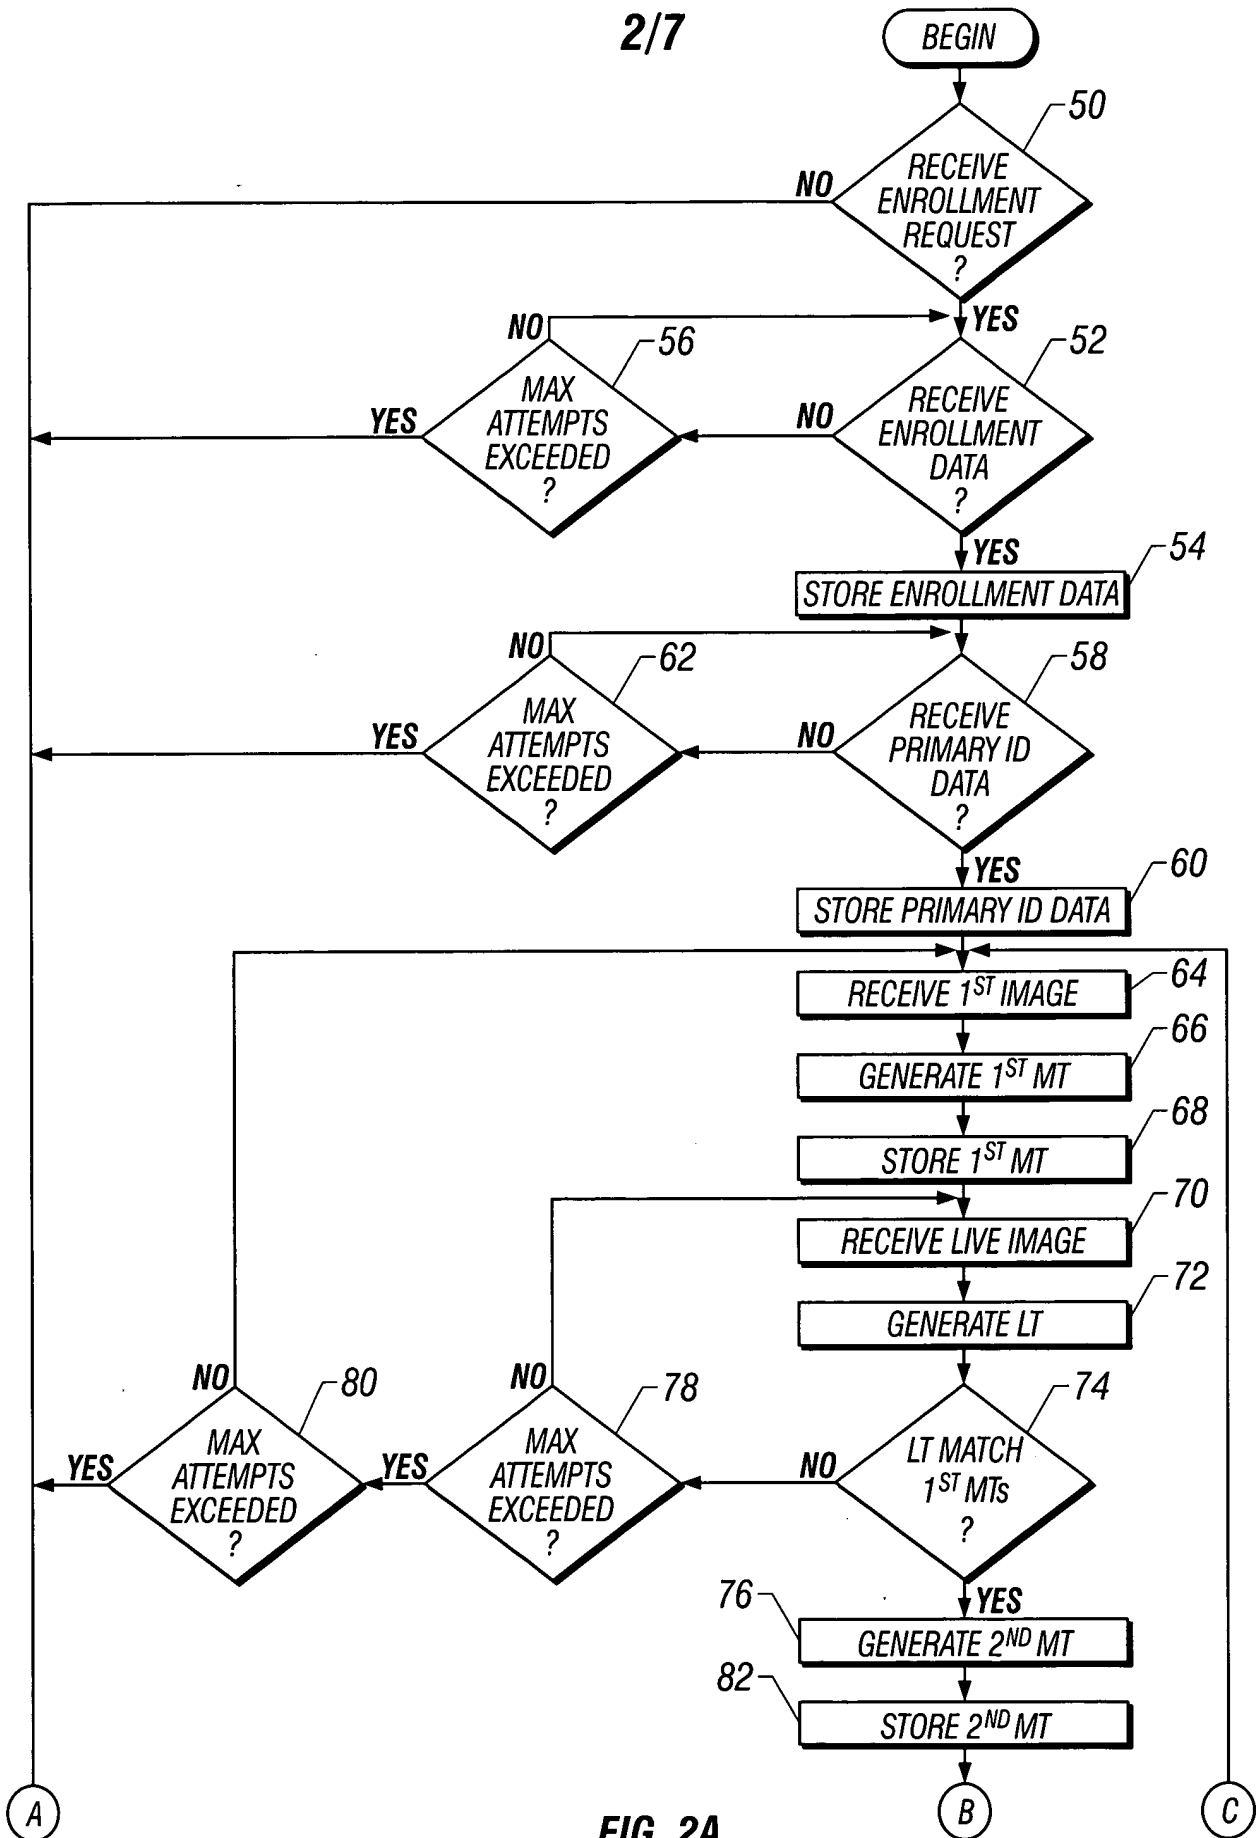 2/7
BEGIN
50
RECEIVE
ENROLLMENT
REQUEST
?
NO
YES
NO
56
52
MAX
ATTEMPTS
EXCEEDED
?
YES
NO
RECEIVE
ENROLLMENT
DATA
?
YES
54
STORE ENROLLMENT DATA
NO
62
58
MAX
ATTEMPTS
EXCEEDED
?
YES
NO
RECEIVE
PRIMARY ID
DATA
?
YES
60
STORE PRIMARY ID DATA
64
RECEIVE 1ST IMAGE
66
GENERATE 1ST MT
68
STORE 1ST MT
70
RECEIVE LIVE IMAGE
72
GENERATE LT
NO
80
NO
78
74
YES
MAX
ATTEMPTS
EXCEEDED
?
YES
MAX
ATTEMPTS
EXCEEDED
?
NO
LT MATCH
1ST MTs
?
YES
76
GENERATE 2ND MT
82
STORE 2ND MT
A
B
C
FIG. 2A